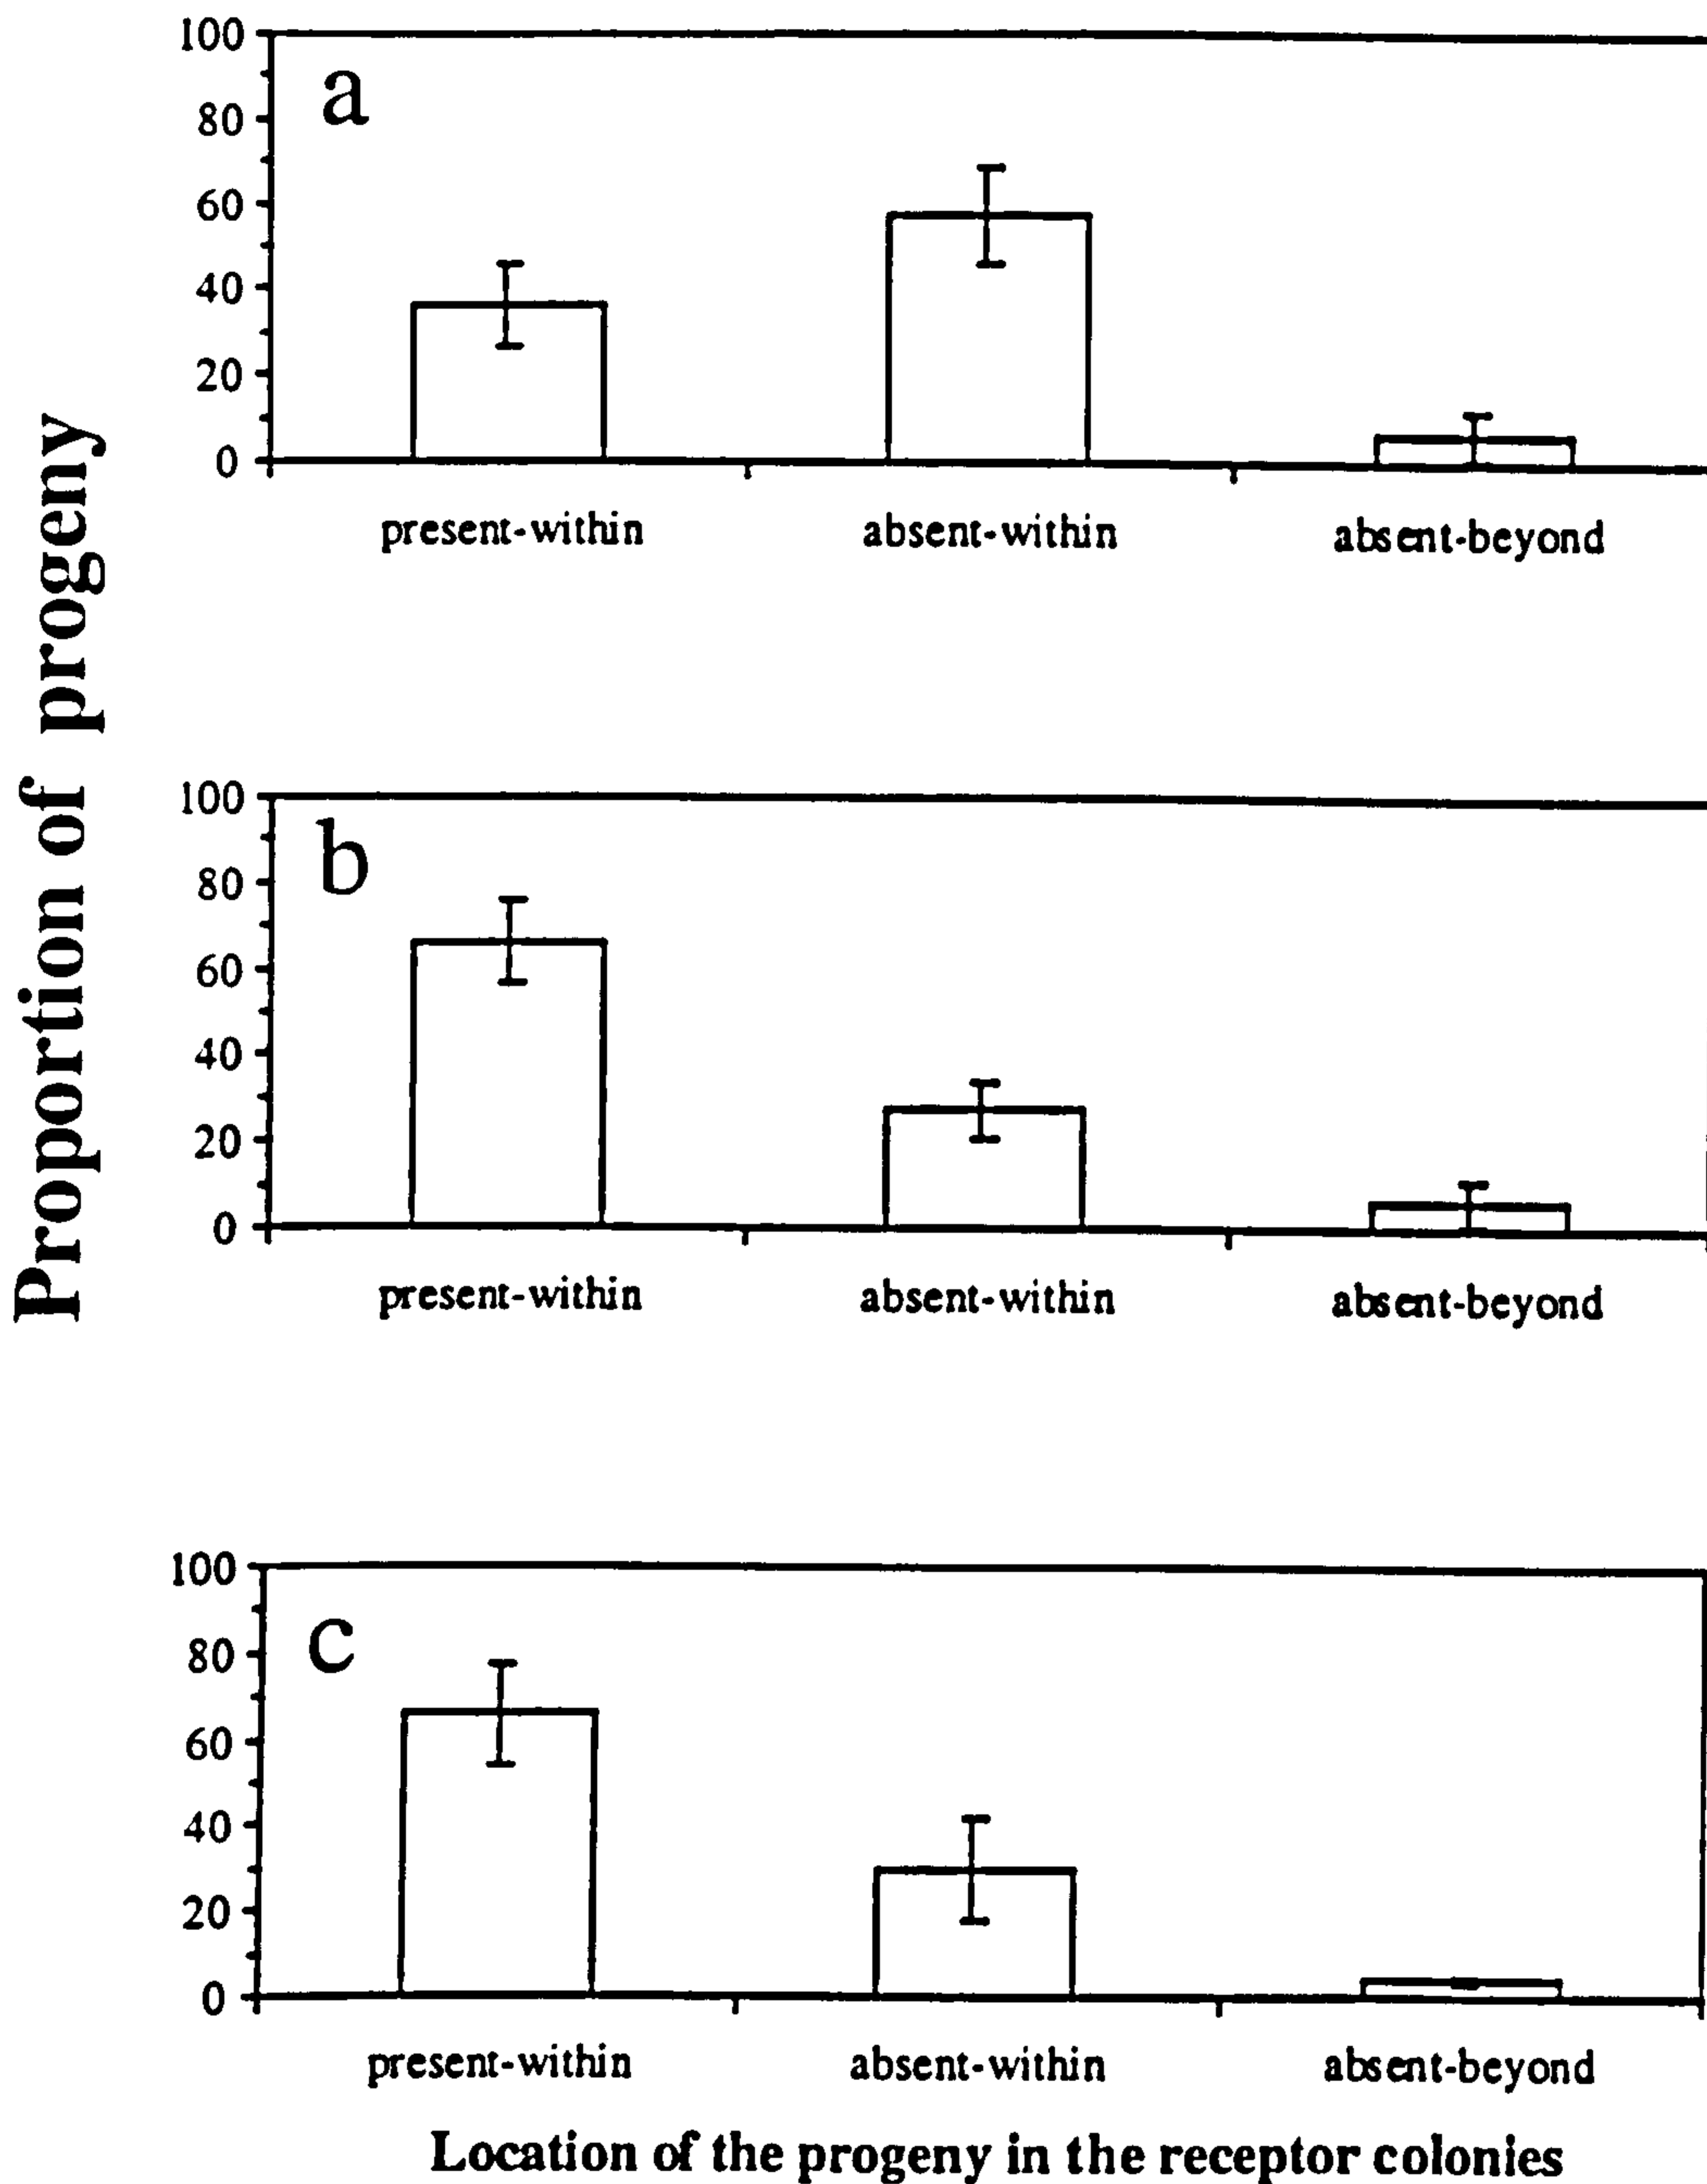 Proportion of progeny
100
a
80
60
40
20
0
present-within absent-within absent-beyond
100
b
80
60
40
20
0
present-within absent-within absent-beyond
100
c
80
60
40
20
0
present-within absent-within absent-beyond
Location of the progeny in the receptor colonies